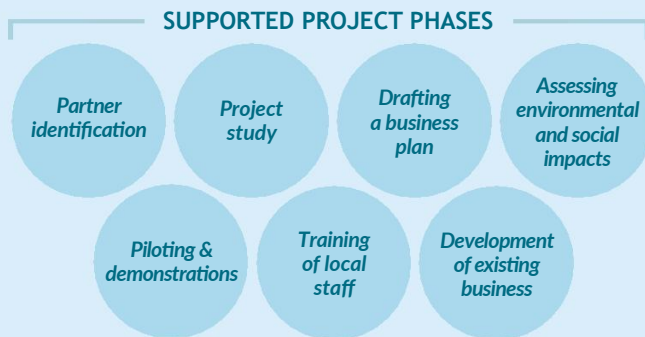 SUPPORTED PROJECT PHASES
Partner
identification
Project
study
Drafting
a business
plan
Assessing
environmental
and social
impacts
Piloting &
demonstrations
Training
of local
staff
Development
of existing
business